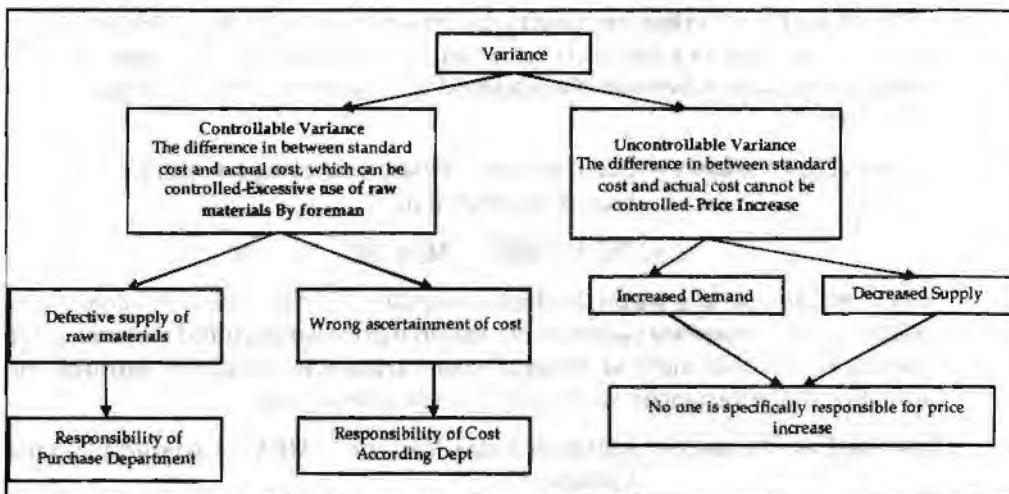 Variance
Controllable Variance
The difference in between standard
cost and actual cost, which can be
controlled-Excessive use of raw
materials By foreman
Uncontrollable Variance
The difference in between standard
cost and actual cost cannot be
controlled- Price Increase
Defective supply of
raw materials
Wrong ascertainment of cost
Increased Demand
Decreased Supply
Responsibility of
Purchase Department
Responsibility of Cost
According Dept
No one is specifically responsible for price
increase